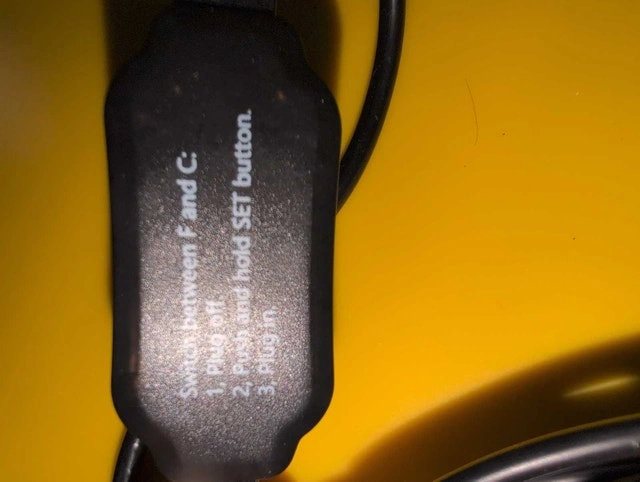 Switch between F and C:
1. Plug off.
2. Push and hold SET button.
3. Plug in.